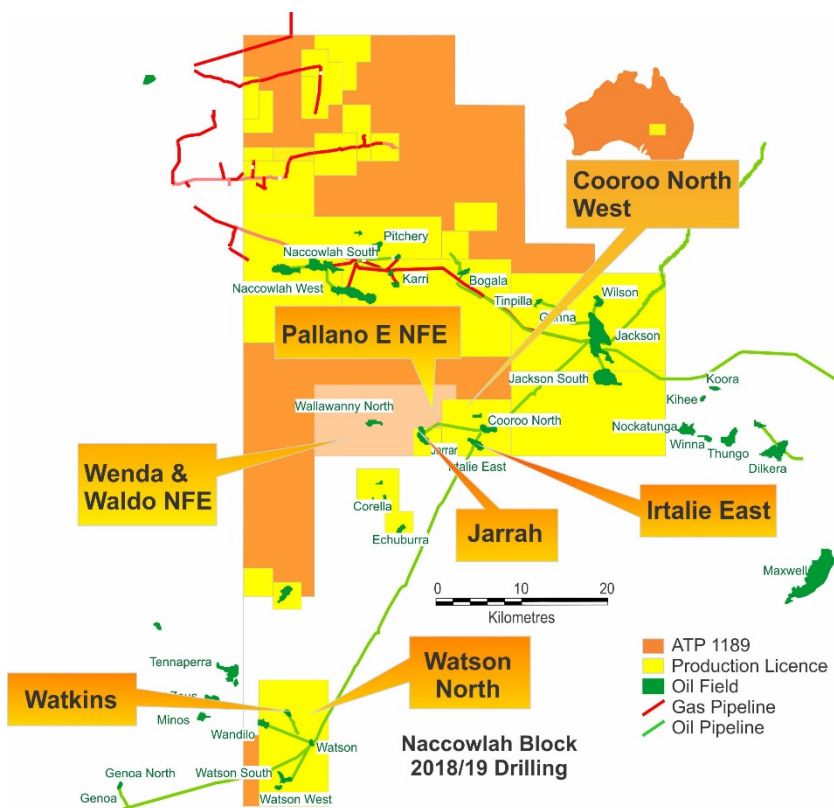 Cooroo North
West
Pitchery
Naccowlah South
Karri
Bogala
Naccowlah West
Tinpilla
Wilson
Jackson
Pallano E NFE
Jackson South
Koora
Kihee
Wallawanny North
Cooroo North
Nockatunga
Winna
Thungo
Dilkera
Jarrar
Irtalie East
Wenda &
Waldo NFE
Corella
Jarrah
Irtalie East
Echuburra
Maxwell
0 10 20
Kilometres
ATP 1189
Production Licence
Oil Field
Gas Pipeline
Oil Pipeline
Tennaperra
Watson
North
Watkins
Minos
Wandilo
Watson
Naccowlah Block
2018/19 Drilling
Genoa North
Watson South
Genoa
Watson West